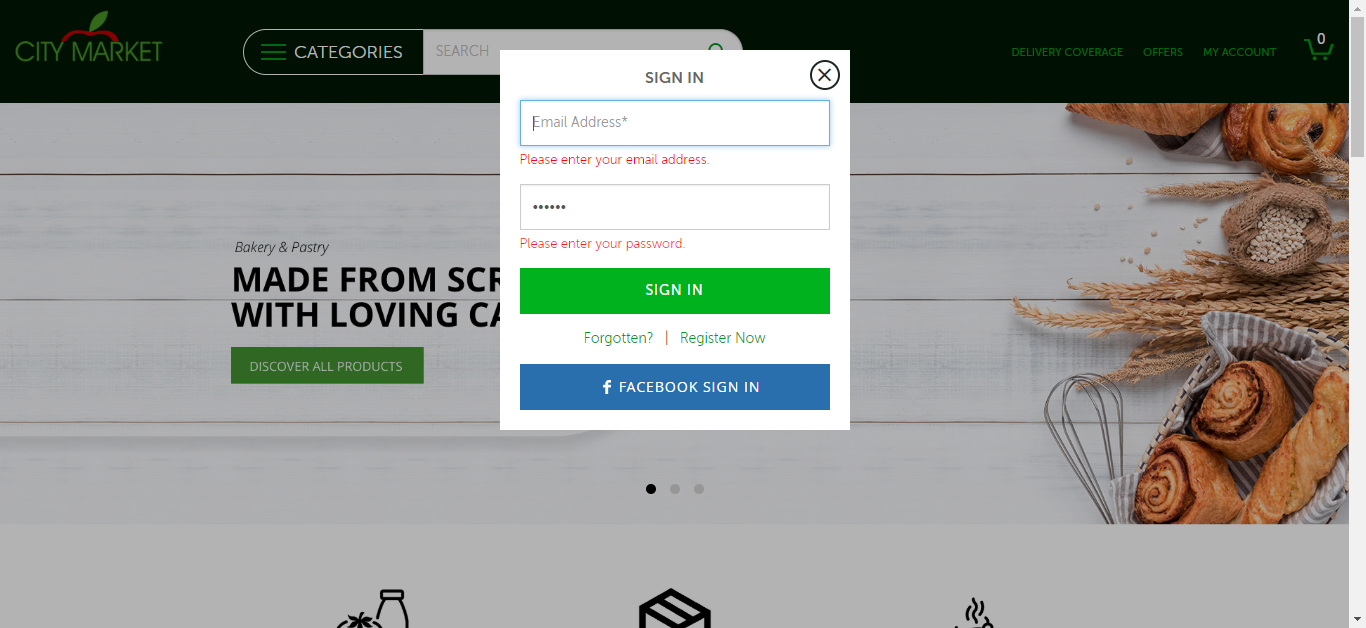 CITY MARKET
CATEGORIES
SEARCH
DELIVERY COVERAGE
OFFERS
MY ACCOUNT
0
SIGN IN
Email Address*
Please enter your email address.
••••••
Please enter your password.
SIGN IN
Forgotten? | Register Now
f FACEBOOK SIGN IN
Bakery & Pastry
MADE FROM SCR
WITH LOVING CA
DISCOVER ALL PRODUCTS